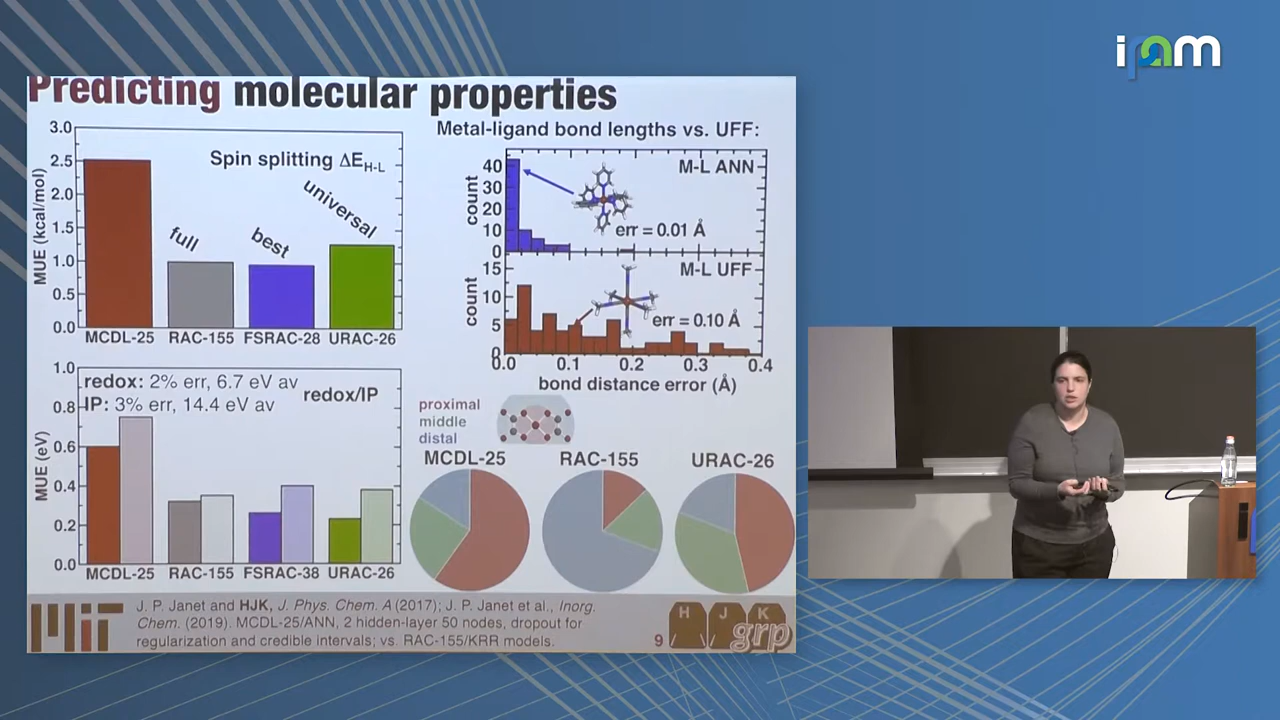 ipam
Predicting molecular properties
3.0
2.5
2.0
1.5
1.0
0.5
0.0
MUE (kcal/mol)
Spin splitting ΔE_H-L
full
best
universal
MCDL-25 RAC-155 FSRAC-28 URAC-26
Metal-ligand bond lengths vs. UFF:
40
30
20
10
0
count
M-L ANN
err = 0.01 Å
15
10
5
0
count
M-L UFF
err = 0.10 Å
0.0 0.1 0.2 0.3 0.4
bond distance error (Å)
1.0
0.8
0.6
0.4
0.2
0.0
MUE (eV)
redox: 2% err, 6.7 eV av
IP: 3% err, 14.4 eV av
redox/IP
MCDL-25 RAC-155 FSRAC-38 URAC-26
proximal
middle
distal
MCDL-25 RAC-155 URAC-26
MIT
J. P. Janet and HJK, J. Phys. Chem. A (2017); J. P. Janet et al., Inorg.
Chem. (2019). MCDL-25/ANN, 2 hidden-layer 50 nodes, dropout for
regularization and credible intervals; vs. RAC-155/KRR models.
9
H J K
grp